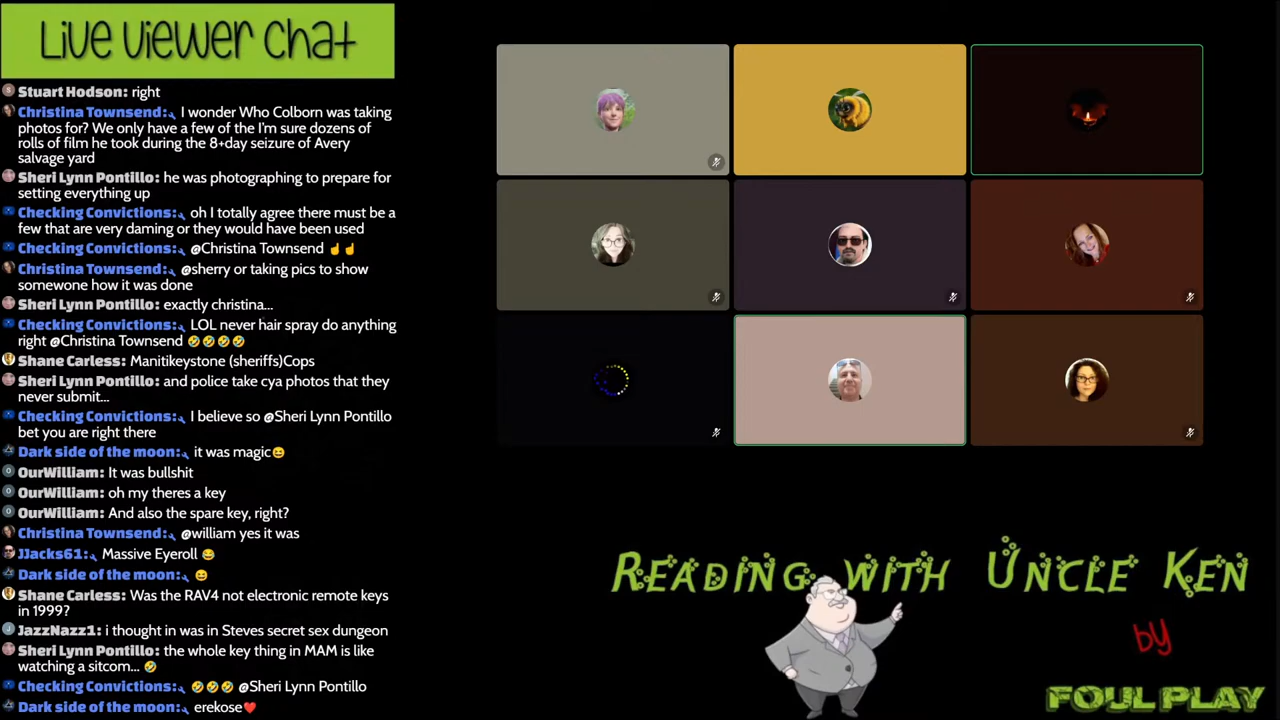 Live Viewer Chat
Stuart Hodson: right
Christina Townsend: I wonder Who Colborn was taking
photos for? We only have a few of the I'm sure dozens of
rolls of film he took during the 8+day seizure of Avery
salvage yard
Sheri Lynn Pontillo: he was photographing to prepare for
setting everything up
Checking Convictions: oh I totally agree there must be a
few that are very daming or they would have been used
Checking Convictions: @Christina Townsend ☝️☝️
Christina Townsend: @sherry or taking pics to show
somewone how it was done
Sheri Lynn Pontillo: exactly christina...
Checking Convictions: LOL never hair spray do anything
right @Christina Townsend 🤣🤣🤣🤣
Shane Carless: Manitikeystone (sheriffs)Cops
Sheri Lynn Pontillo: and police take cya photos that they
never submit...
Checking Convictions: I believe so @Sheri Lynn Pontillo
bet you are right there
Dark side of the moon: it was magic😆
OurWilliam: It was bullshit
OurWilliam: oh my theres a key
OurWilliam: And also the spare key, right?
Christina Townsend: @william yes it was
JJacks61: Massive Eyeroll 😂
Dark side of the moon: 😆
Shane Carless: Was the RAV4 not electronic remote keys
in 1999?
JazzNazz1: i thought in was in Steves secret sex dungeon
Sheri Lynn Pontillo: the whole key thing in MAM is like
watching a sitcom... 🤣
Checking Convictions: 🤣🤣🤣 @Sheri Lynn Pontillo
Dark side of the moon: erekose❤️
Reading with Uncle Ken
by
FOUL PLAY